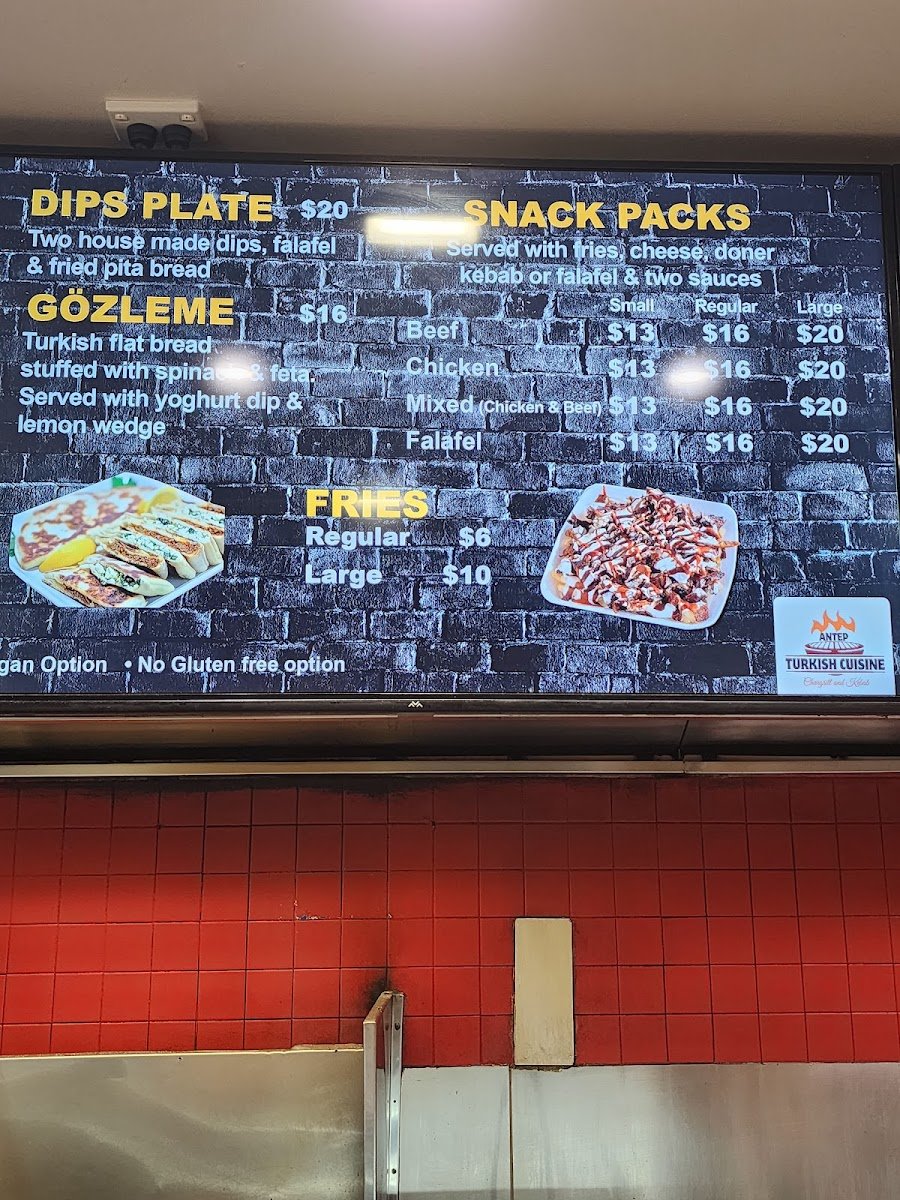 DIPS PLATE $20
Two house made dips, falafel
& fried pita bread
GÖZLEME $16
Turkish flat bread
stuffed with spinach & feta.
Served with yoghurt dip &
lemon wedge
SNACK PACKS
Served with fries, cheese, doner
kebab or falafel & two sauces
Small Regular Large
Beef $13 $16 $20
Chicken $13 $16 $20
Mixed (Chicken & Beef) $13 $16 $20
Falafel $13 $16 $20
FRIES
Regular $6
Large $10
gan Option • No Gluten free option
ANTEP
TURKISH CUISINE
Chargrill and Kebab